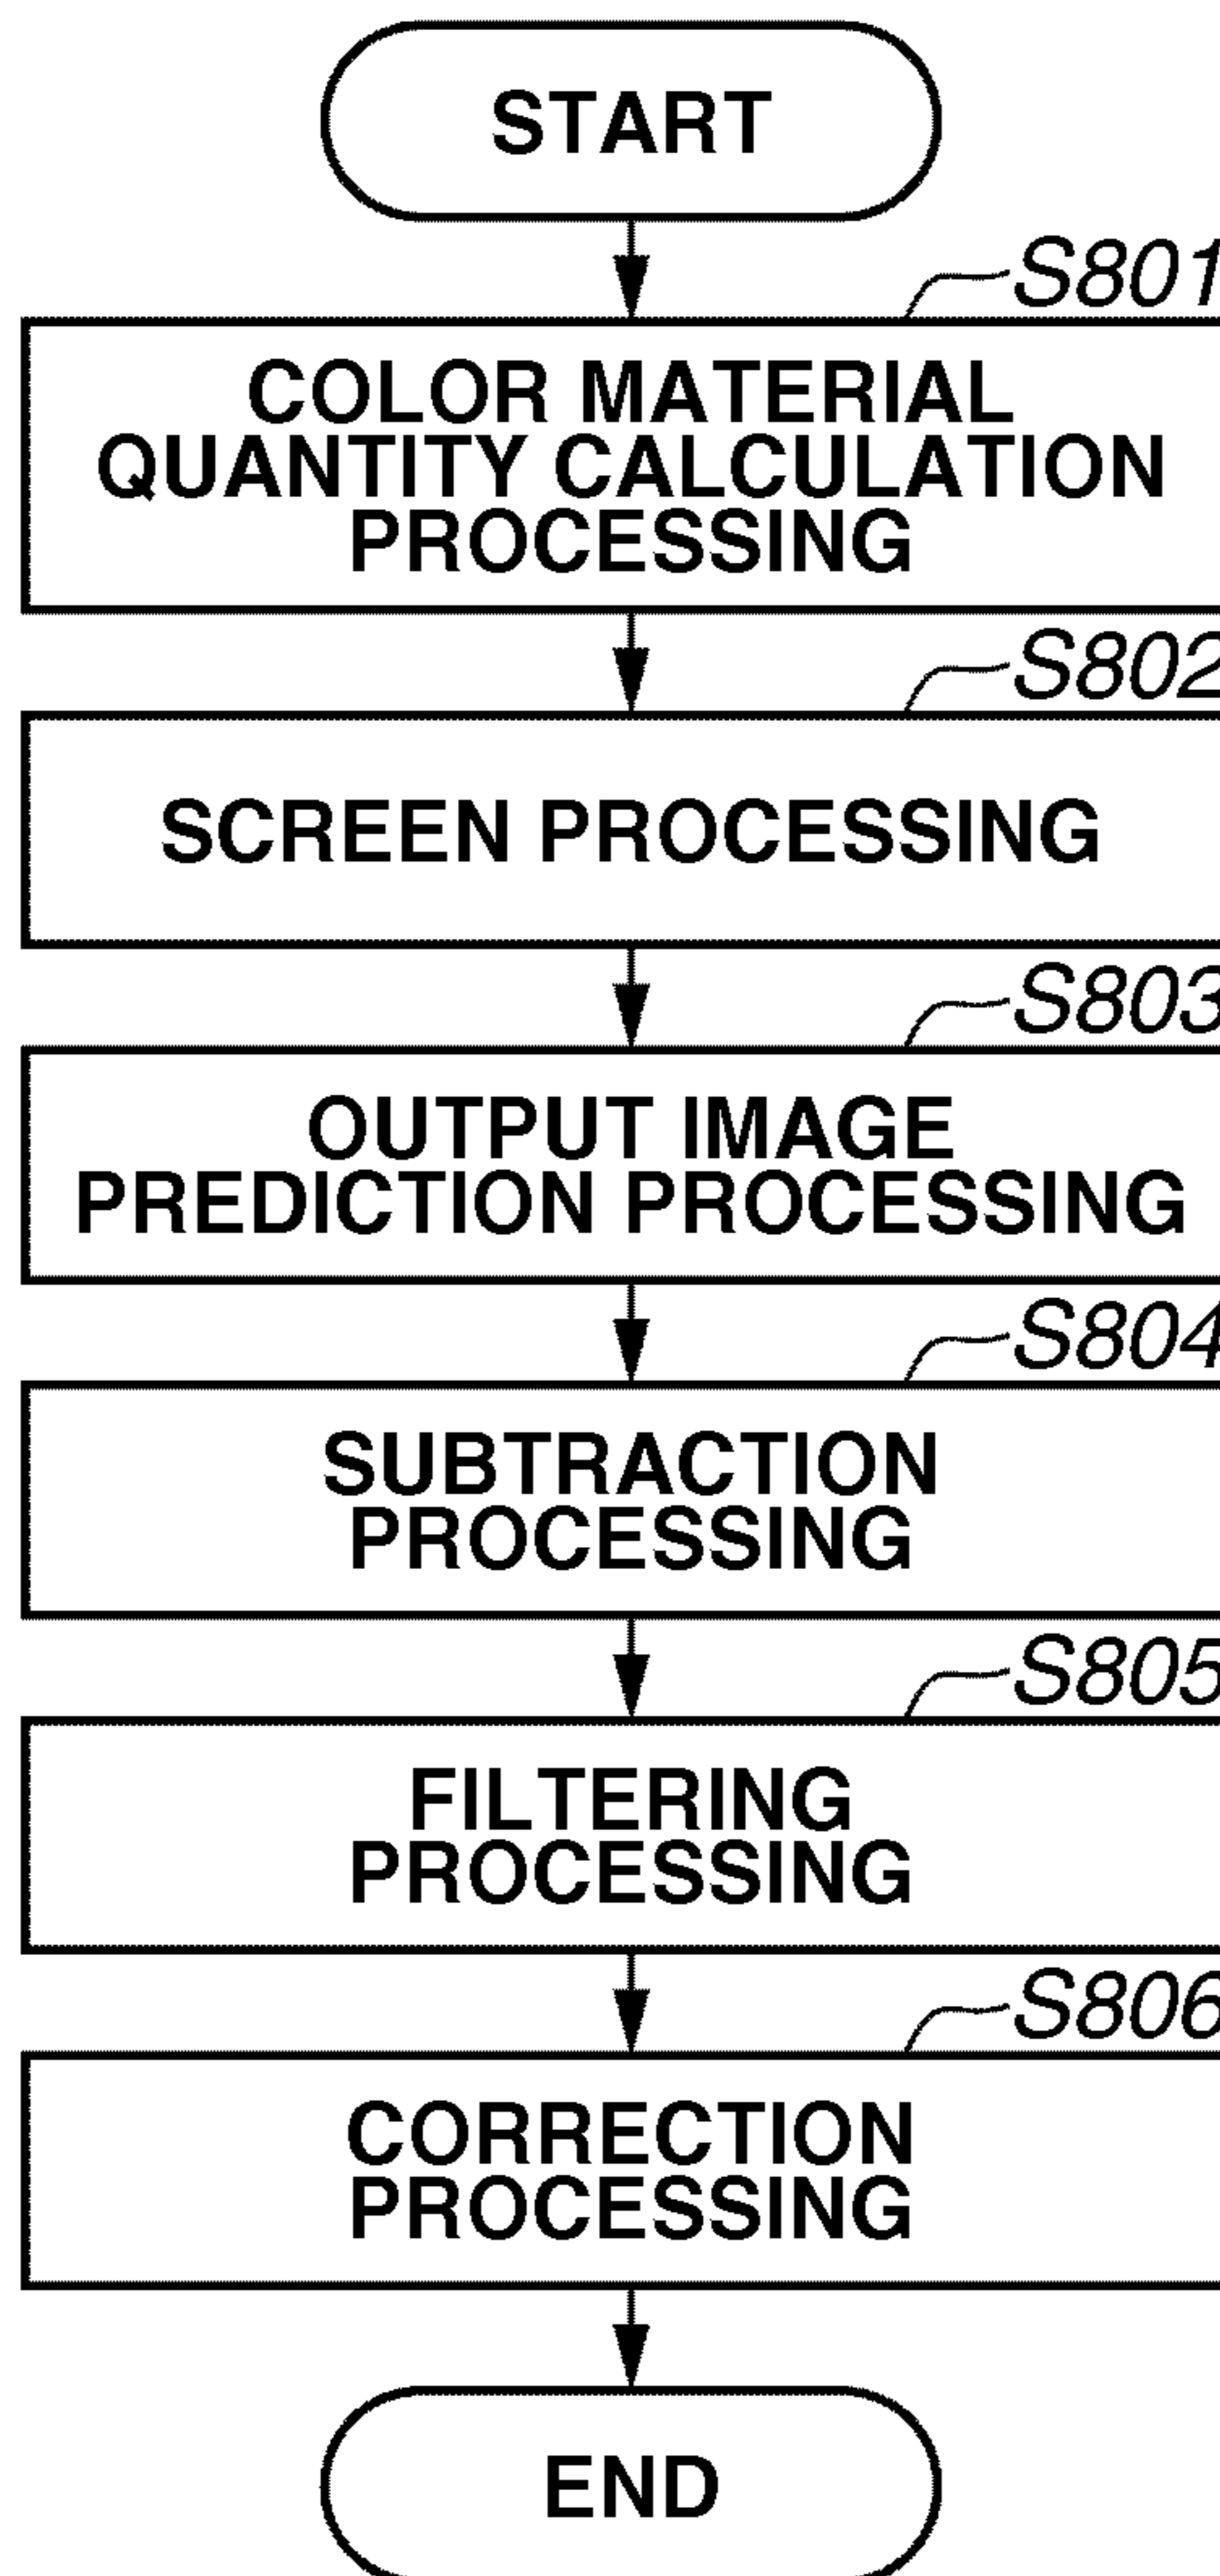 START
S801
COLOR MATERIAL
QUANTITY CALCULATION
PROCESSING
S802
SCREEN PROCESSING
S803
OUTPUT IMAGE
PREDICTION PROCESSING
S804
SUBTRACTION
PROCESSING
S805
FILTERING
PROCESSING
S806
CORRECTION
PROCESSING
END